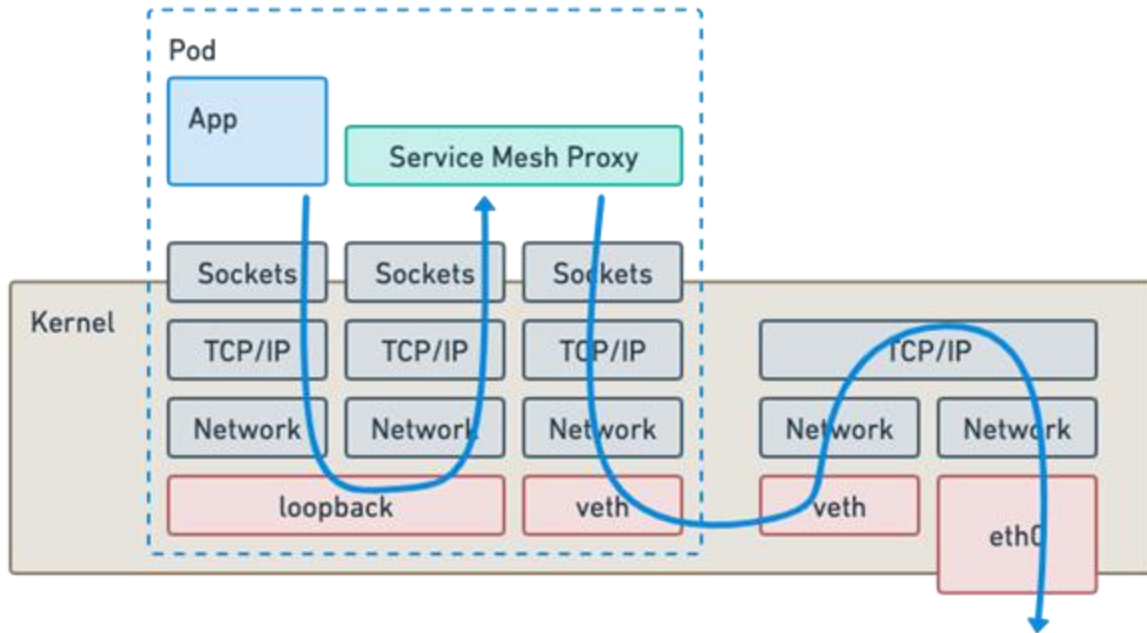 Pod
App
Service Mesh Proxy
Sockets Sockets Sockets
Kernel
TCP/IP TCP/IP TCP/IP TCP/IP
Network Network Network Network Network
loopback veth veth
eth0